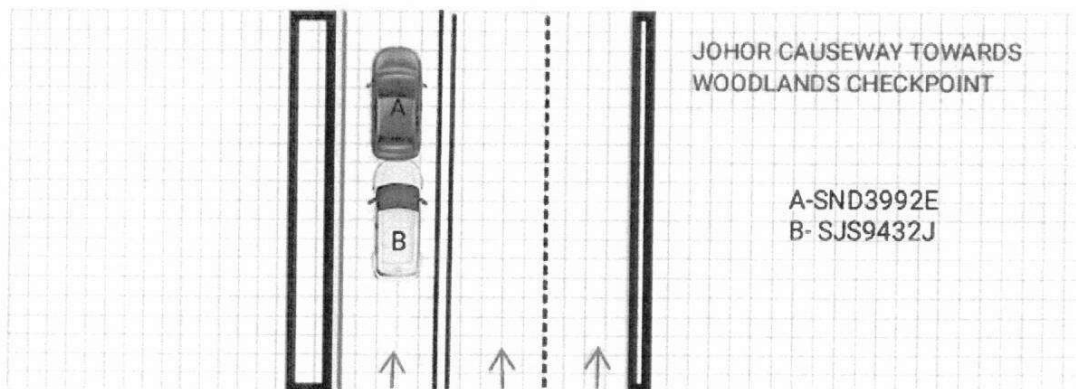 JOHOR CAUSEWAY TOWARDS
WOODLANDS CHECKPOINT
A
A-SND3992E
B- SJS9432J
B